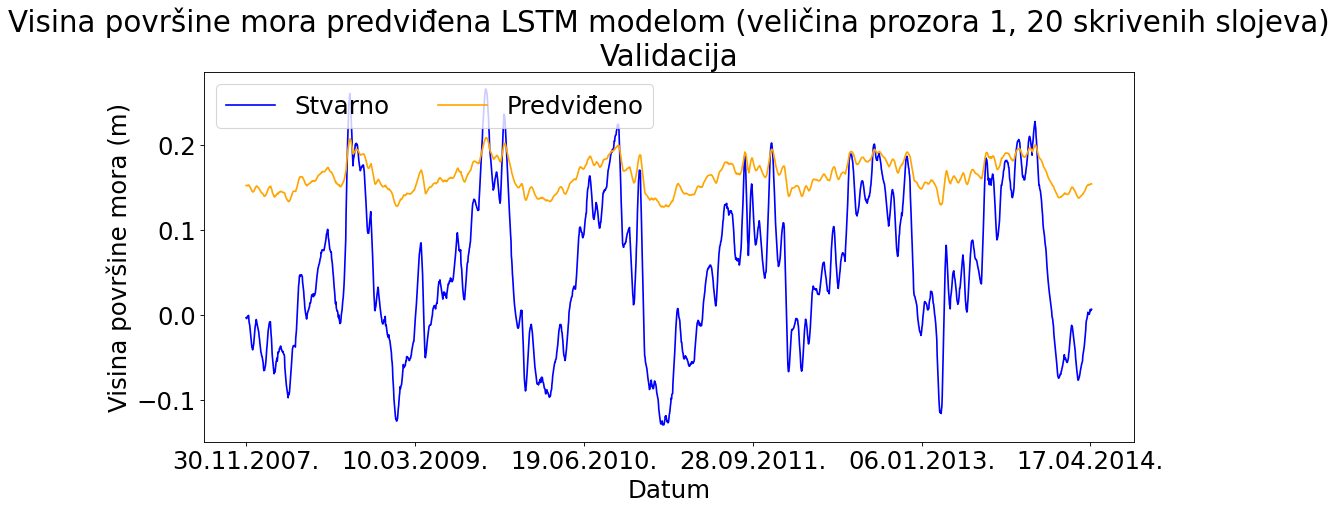 Visina površine mora predviđena LSTM modelom (veličina prozora 1, 20 skrivenih slojeva)
Validacija
Stvarno
Predviđeno
Visina površine mora (m)
0.2
0.1
0.0
−0.1
30.11.2007.
10.03.2009.
19.06.2010.
28.09.2011.
06.01.2013.
17.04.2014.
Datum